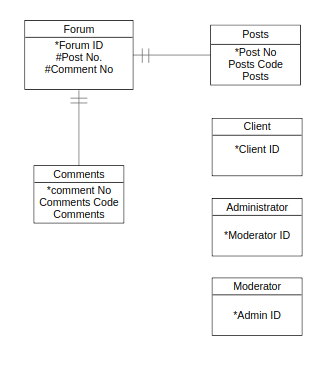 Forum
*Forum ID
#Post No.
#Comment No
Posts
*Post No
Posts Code
Posts
Client
*Client ID
Comments
*comment No
Comments Code
Comments
Administrator
*Moderator ID
Moderator
*Admin ID